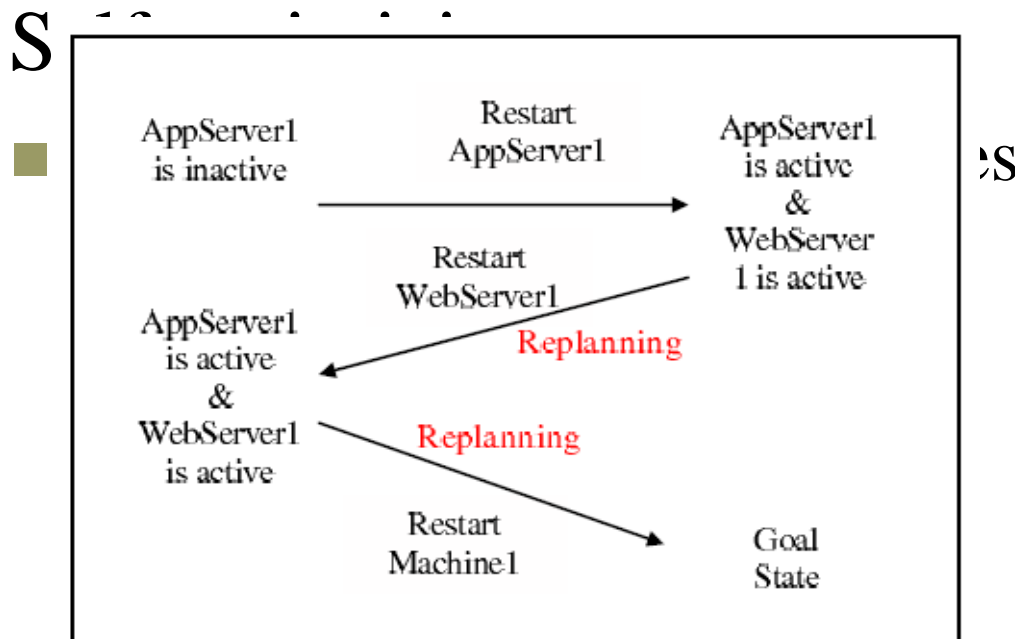 AppServer1
is inactive
Restart
AppServer1
AppServer1
is active
&
WebServer
1 is active
Restart
WebServer1
Replanning
AppServer1
is active
&
WebServer1
is active
Replanning
Restart
Machine1
Goal
State